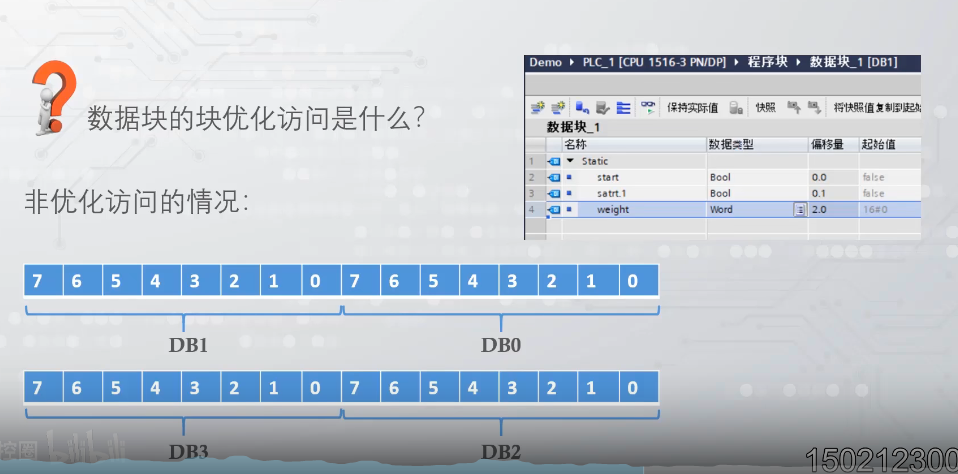 Demo ▸ PLC_1 [CPU 1516-3 PN/DP] ▸ 程序块 ▸ 数据块_1 [DB1]
保持实际值 快照 将快照值复制到起始
数据块_1
名称 数据类型 偏移量 起始值
1 Static
2 start Bool 0.0 false
3 satrt.1 Bool 0.1 false
4 weight Word 2.0 16#0
数据块的块优化访问是什么?
非优化访问的情况:
7 6 5 4 3 2 1 0 7 6 5 4 3 2 1 0
DB1 DB0
7 6 5 4 3 2 1 0 7 6 5 4 3 2 1 0
DB3 DB2
控圈 bilibili
150212300